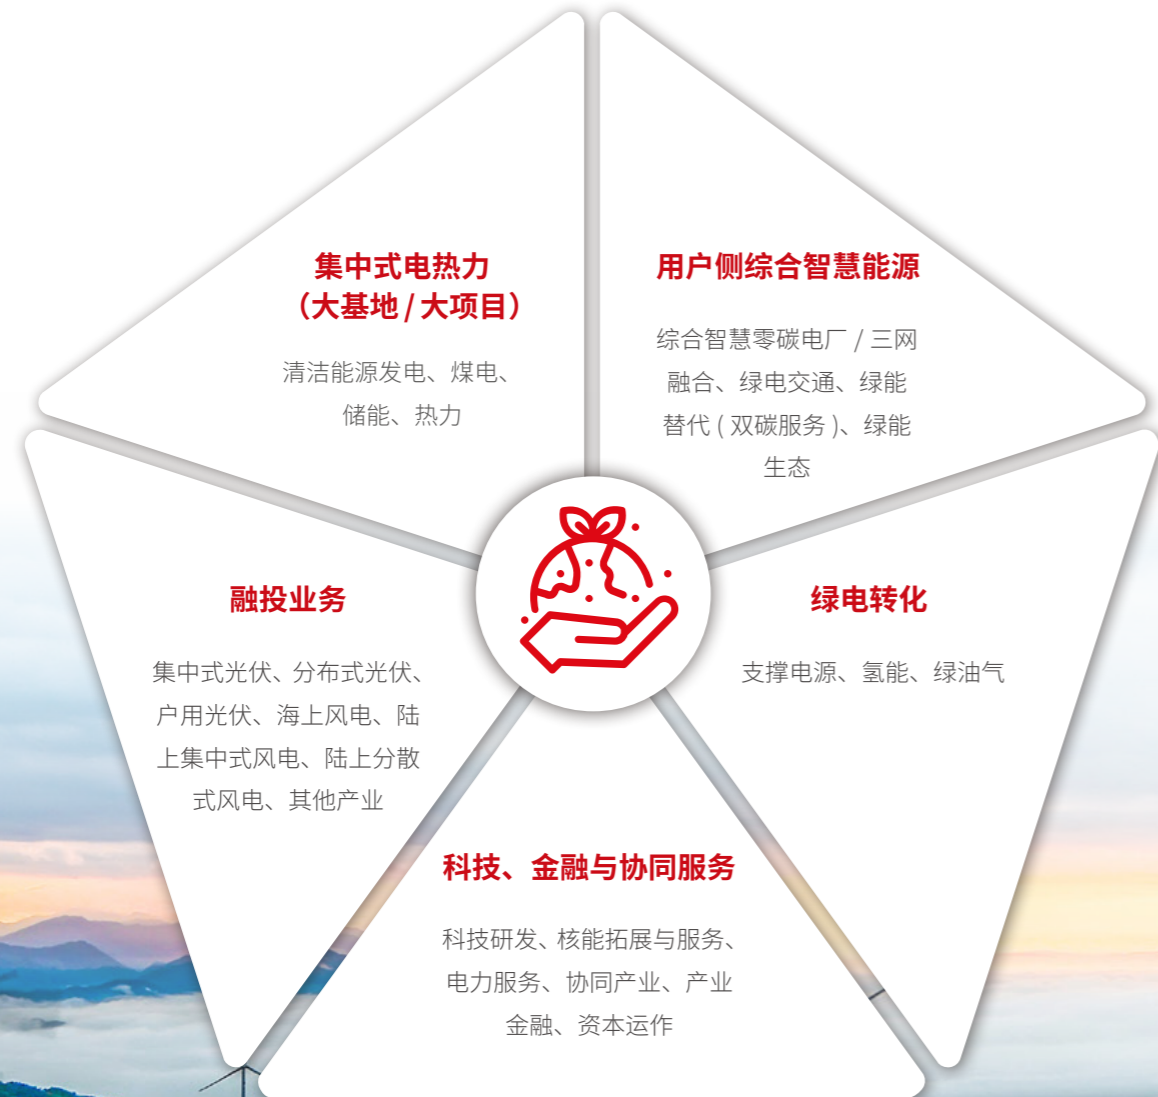 集中式电热力
（大基地 / 大项目）
清洁能源发电、煤电、
储能、热力
用户侧综合智慧能源
综合智慧零碳电厂 / 三网
融合、绿电交通、绿能
替代 ( 双碳服务 )、绿能
生态
融投业务
集中式光伏、分布式光伏、
户用光伏、海上风电、陆
上集中式风电、陆上分散
式风电、其他产业
绿电转化
支撑电源、氢能、绿油气
科技、金融与协同服务
科技研发、核能拓展与服务、
电力服务、协同产业、产业
金融、资本运作